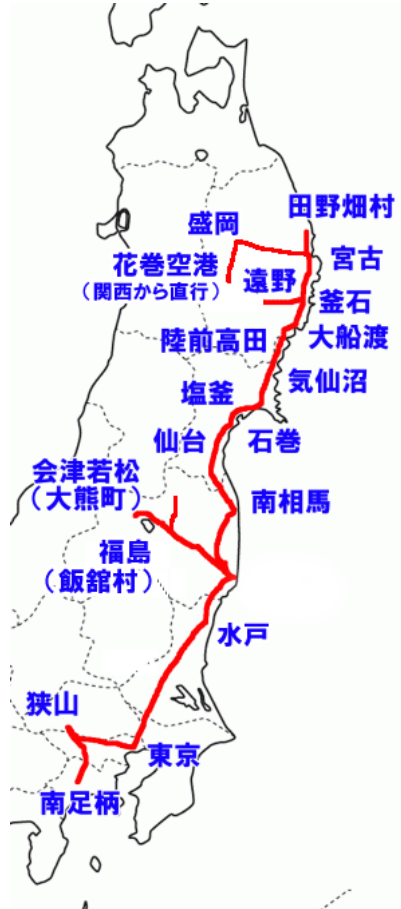 田野畑村
盛岡
宮古
花巻空港
(関西から直行)
遠野
釜石
大船渡
陸前高田
気仙沼
塩釜
石巻
仙台
会津若松
(大熊町)
南相馬
福島
(飯舘村)
水戸
狭山
東京
南足柄